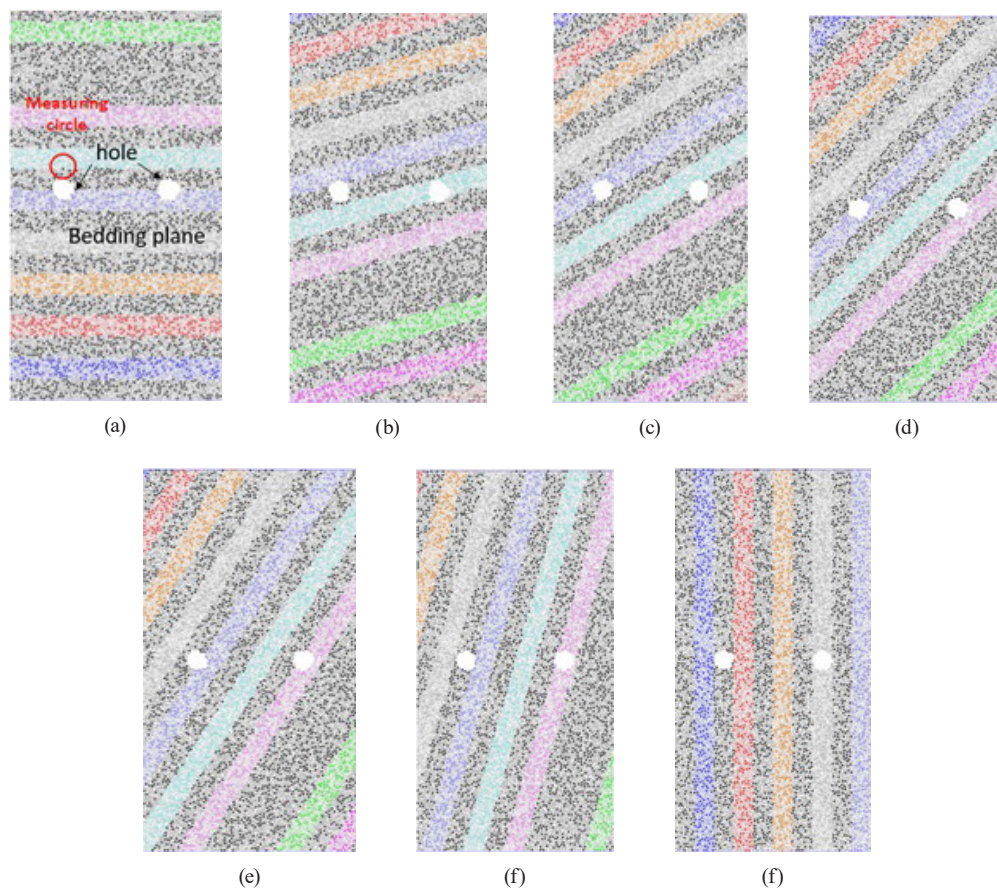 Measuring
circle
hole
Bedding plane
(a)
(b)
(c)
(d)
(e)
(f)
(f)